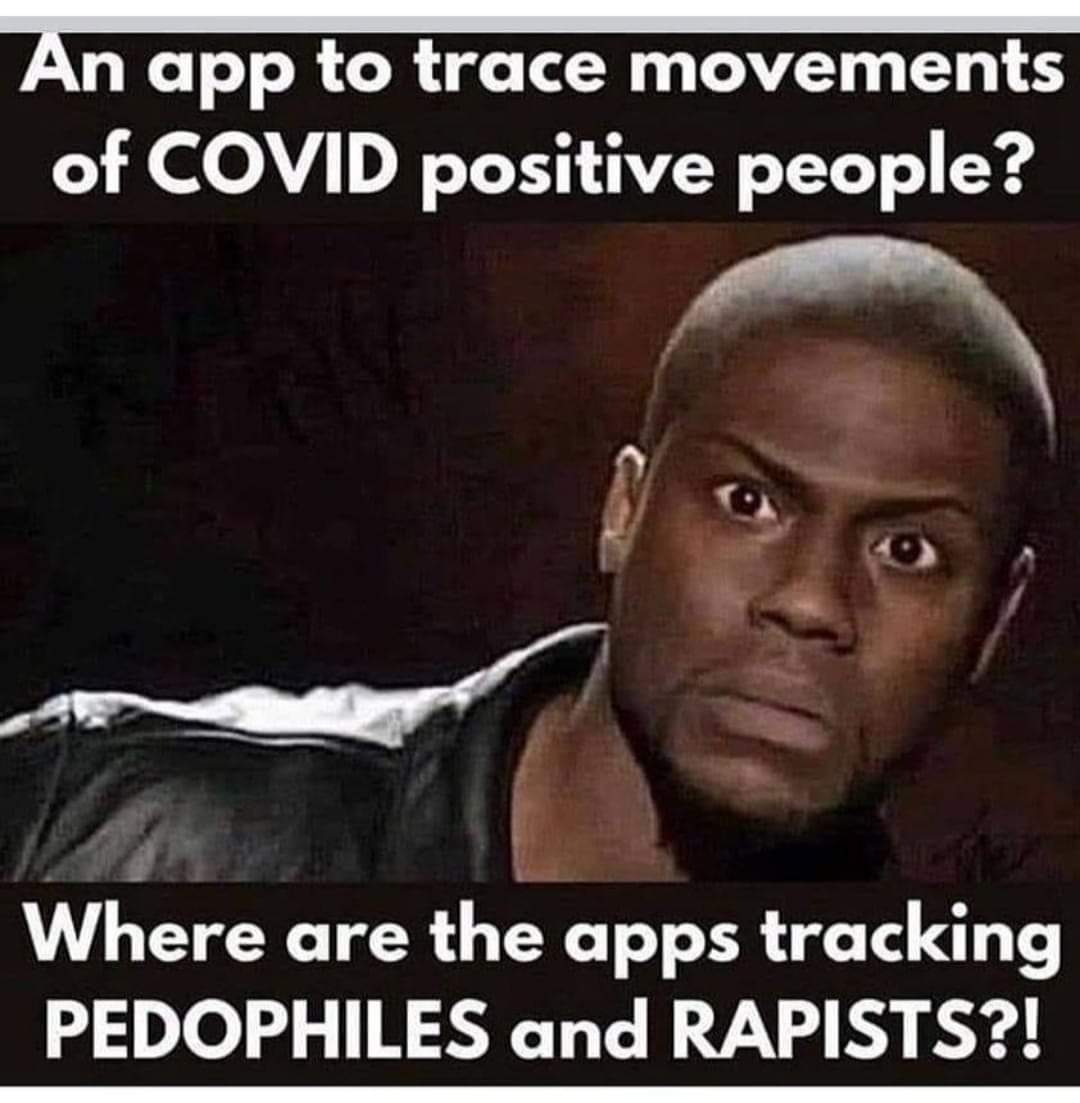 An app to trace movements
of COVID positive people?
Where are the apps tracking
PEDOPHILES and RAPISTS?!